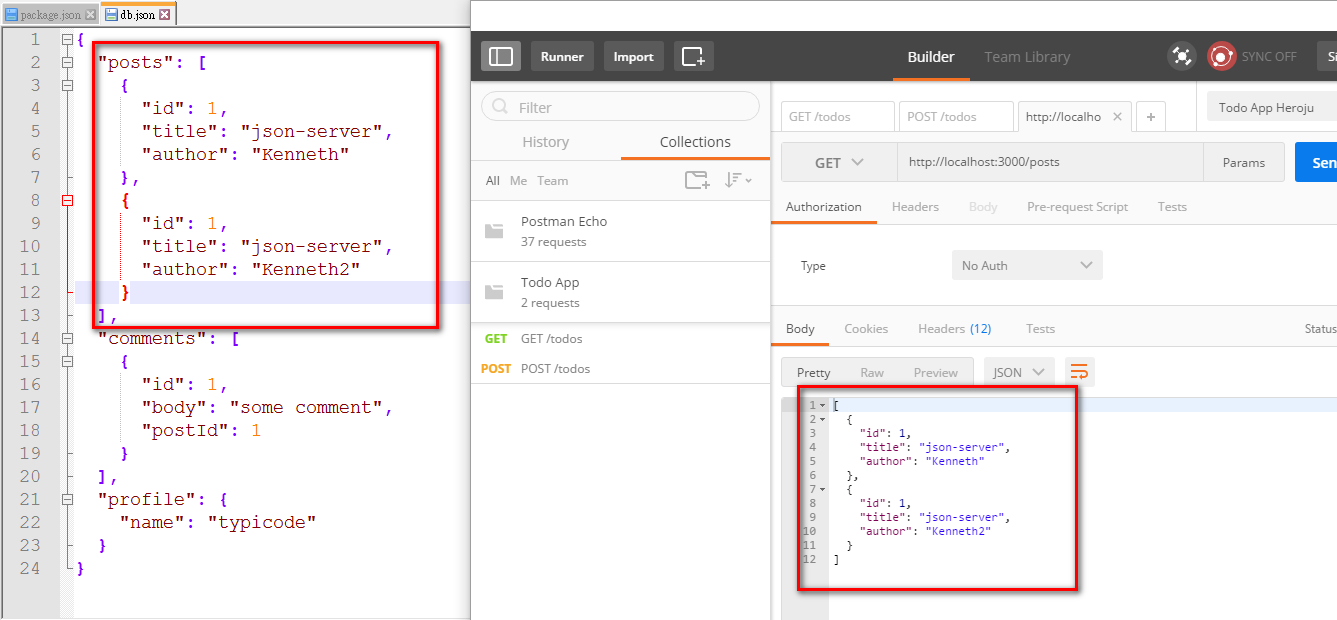 package.json
db.json
1 {
2 "posts": [
3 {
4 "id": 1,
5 "title": "json-server",
6 "author": "Kenneth"
7 },
8 {
9 "id": 1,
10 "title": "json-server",
11 "author": "Kenneth2"
12 }
13 ],
14 "comments": [
15 {
16 "id": 1,
17 "body": "some comment",
18 "postId": 1
19 }
20 ],
21 "profile": {
22 "name": "typicode"
23 }
24 }
Runner
Import
Builder
Team Library
SYNC OFF
Si
Filter
History
Collections
All Me Team
Postman Echo
37 requests
Todo App
2 requests
GET GET /todos
POST POST /todos
GET /todos
POST /todos
http://localho
+
Todo App Heroju
GET
http://localhost:3000/posts
Params
Sen
Authorization
Headers
Body
Pre-request Script
Tests
Type
No Auth
Body
Cookies
Headers (12)
Tests
Status
Pretty
Raw
Preview
JSON
1 [
2 {
3 "id": 1,
4 "title": "json-server",
5 "author": "Kenneth"
6 },
7 {
8 "id": 1,
9 "title": "json-server",
10 "author": "Kenneth2"
11 }
12 ]